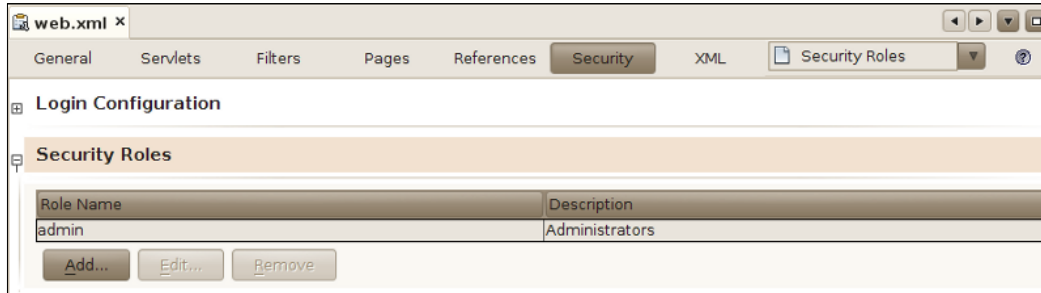 web.xml
General Servlets Filters Pages References Security XML Security Roles
Login Configuration
Security Roles
Role Name Description
admin Administrators
Add... Edit... Remove